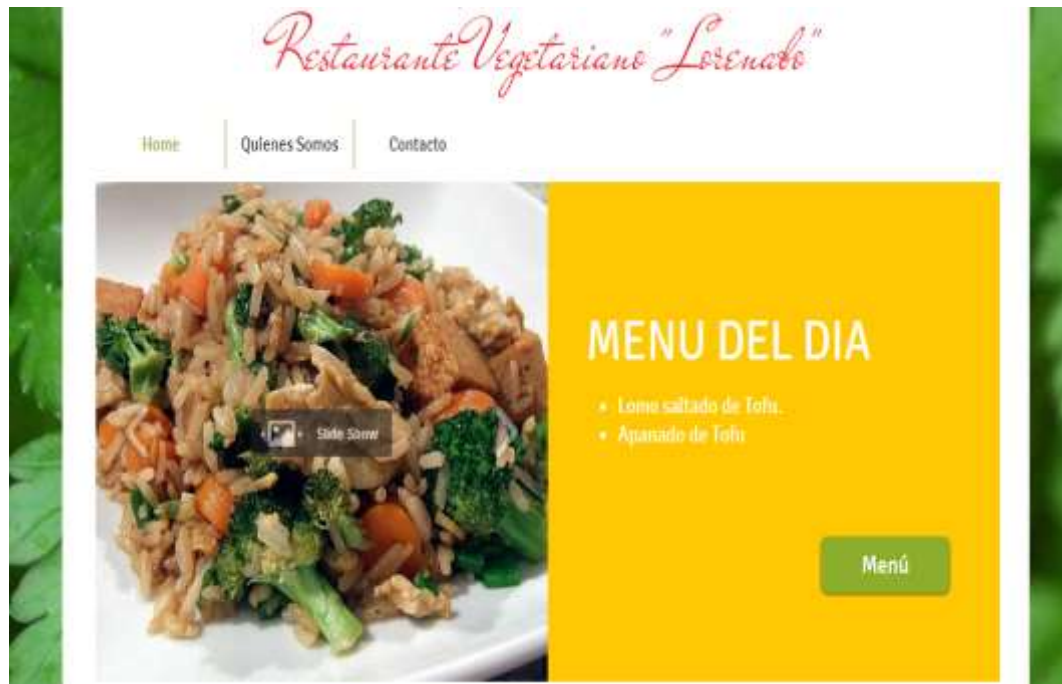 Restaurante Vegetariano "Lorenabo"
Home Quienes Somos Contacto
MENU DEL DIA
• Lomo saltado de Tofu.
• Apanado de Tofu
Slide Show
Menú